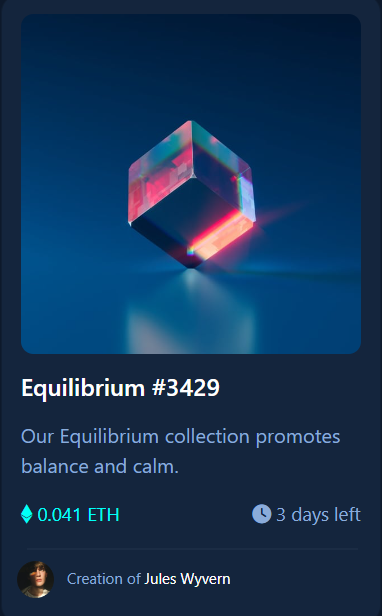 Equilibrium #3429
Our Equilibrium collection promotes
balance and calm.
0.041 ETH
3 days left
Creation of Jules Wyvern